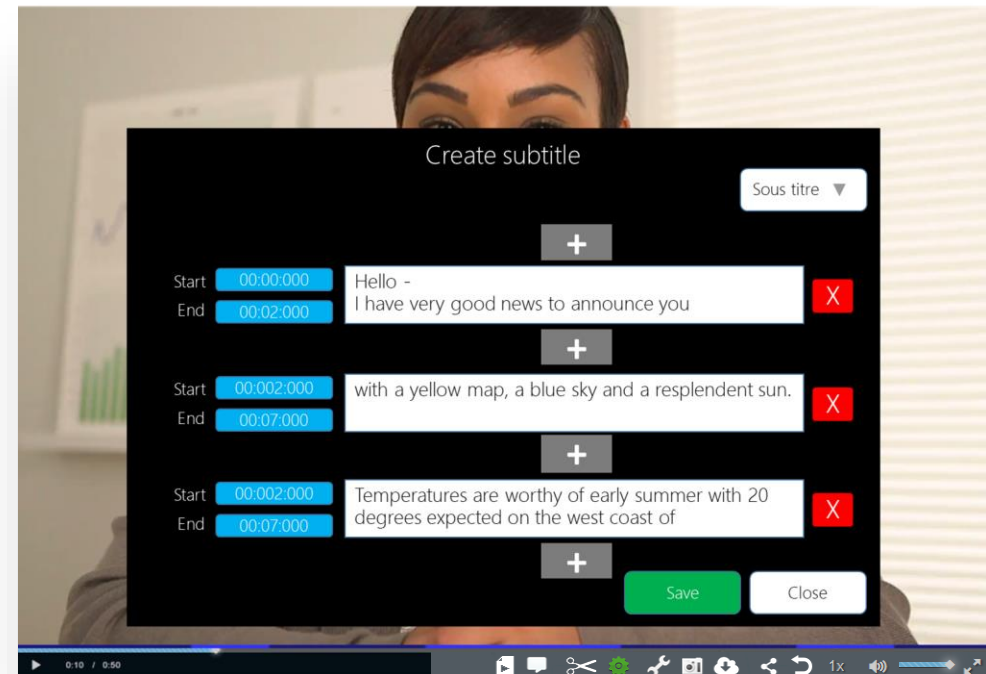 Create subtitle
Sous titre ▼
+
Start 00:00:000
End 00:02:000
Hello -
I have very good news to announce you
X
+
Start 00:002:000
End 00:07:000
with a yellow map, a blue sky and a resplendent sun.
X
+
Start 00:002:000
End 00:07:000
Temperatures are worthy of early summer with 20
degrees expected on the west coast of
X
+
Save
Close
0:10 / 0:50
1x